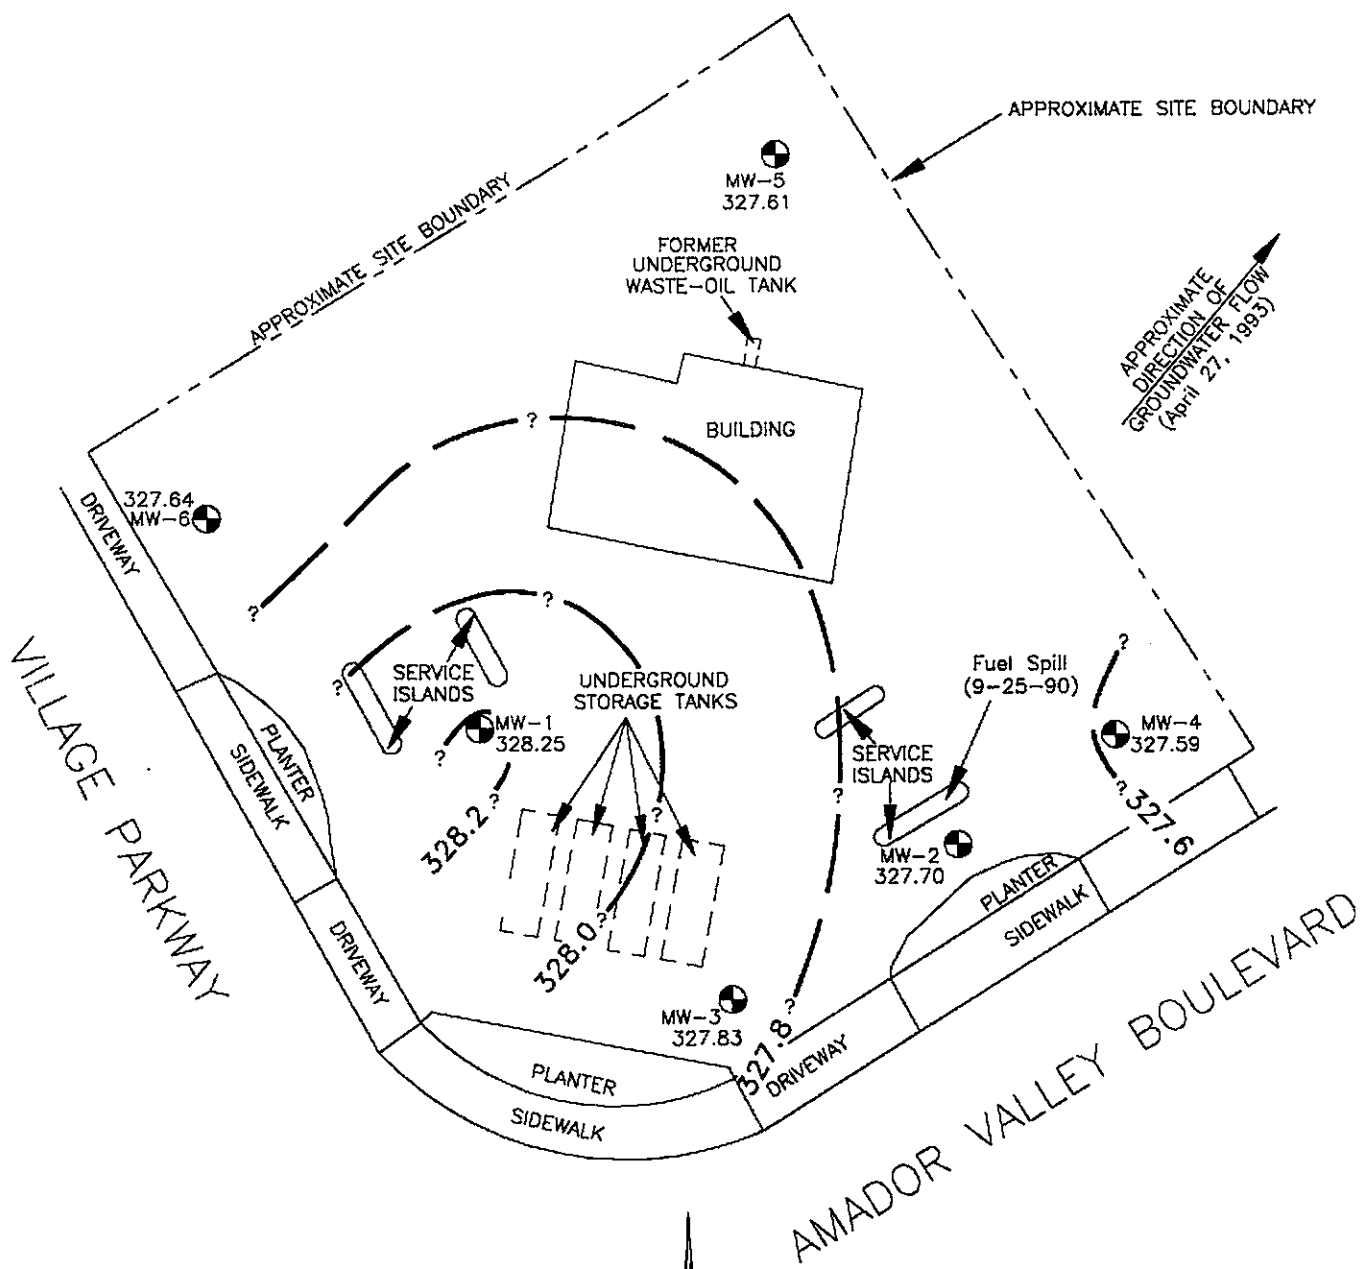 APPROXIMATE SITE BOUNDARY
MW-5
327.61
APPROXIMATE SITE BOUNDARY
FORMER
UNDERGROUND
WASTE-OIL TANK
APPROXIMATE
DIRECTION OF
GROUNDWATER FLOW
(April 27, 1993)
?
BUILDING
327.64
MW-6
DRIVEWAY
?
?
?
VILLAGE PARKWAY
SERVICE
ISLANDS
?
UNDERGROUND
STORAGE TANKS
Fuel Spill
(9-25-90)
MW-1
328.25
?
MW-4
327.59
PLANTER
SIDEWALK
SERVICE
ISLANDS
?
?
?
?
328.2
327.6
MW-2
327.70
PLANTER
SIDEWALK
?
328.0
DRIVEWAY
MW-3
327.83
?
327.8
DRIVEWAY
PLANTER
SIDEWALK
AMADOR VALLEY BOULEVARD